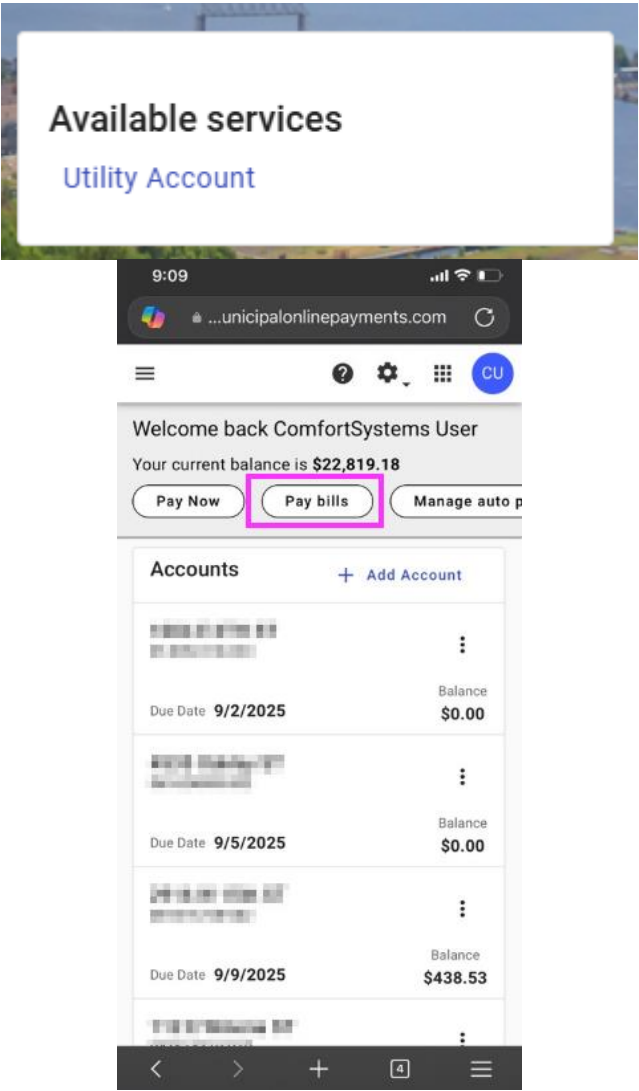 Available services
Utility Account
9:09
...unicipalonlinepayments.com
CU
Welcome back ComfortSystems User
Your current balance is $22,819.18
Pay Now Pay bills Manage auto p
Accounts + Add Account
Balance
Due Date 9/2/2025 $0.00
Balance
Due Date 9/5/2025 $0.00
Balance
Due Date 9/9/2025 $438.53
4